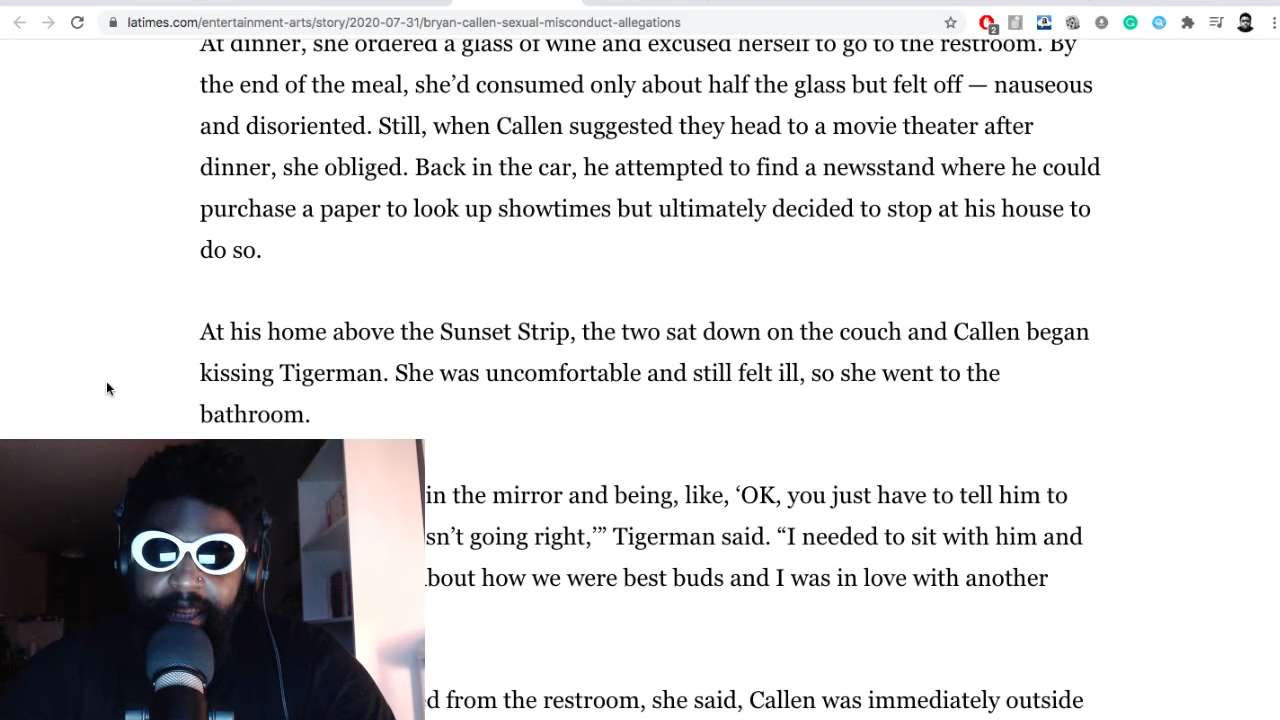 latimes.com/entertainment-arts/story/2020-07-31/bryan-callen-sexual-misconduct-allegations
2
At dinner, she ordered a glass of wine and excused herself to go to the restroom. By
the end of the meal, she’d consumed only about half the glass but felt off — nauseous
and disoriented. Still, when Callen suggested they head to a movie theater after
dinner, she obliged. Back in the car, he attempted to find a newsstand where he could
purchase a paper to look up showtimes but ultimately decided to stop at his house to
do so.
At his home above the Sunset Strip, the two sat down on the couch and Callen began
kissing Tigerman. She was uncomfortable and still felt ill, so she went to the
bathroom.
in the mirror and being, like, ‘OK, you just have to tell him to
sn’t going right,’” Tigerman said. “I needed to sit with him and
bout how we were best buds and I was in love with another
d from the restroom, she said, Callen was immediately outside